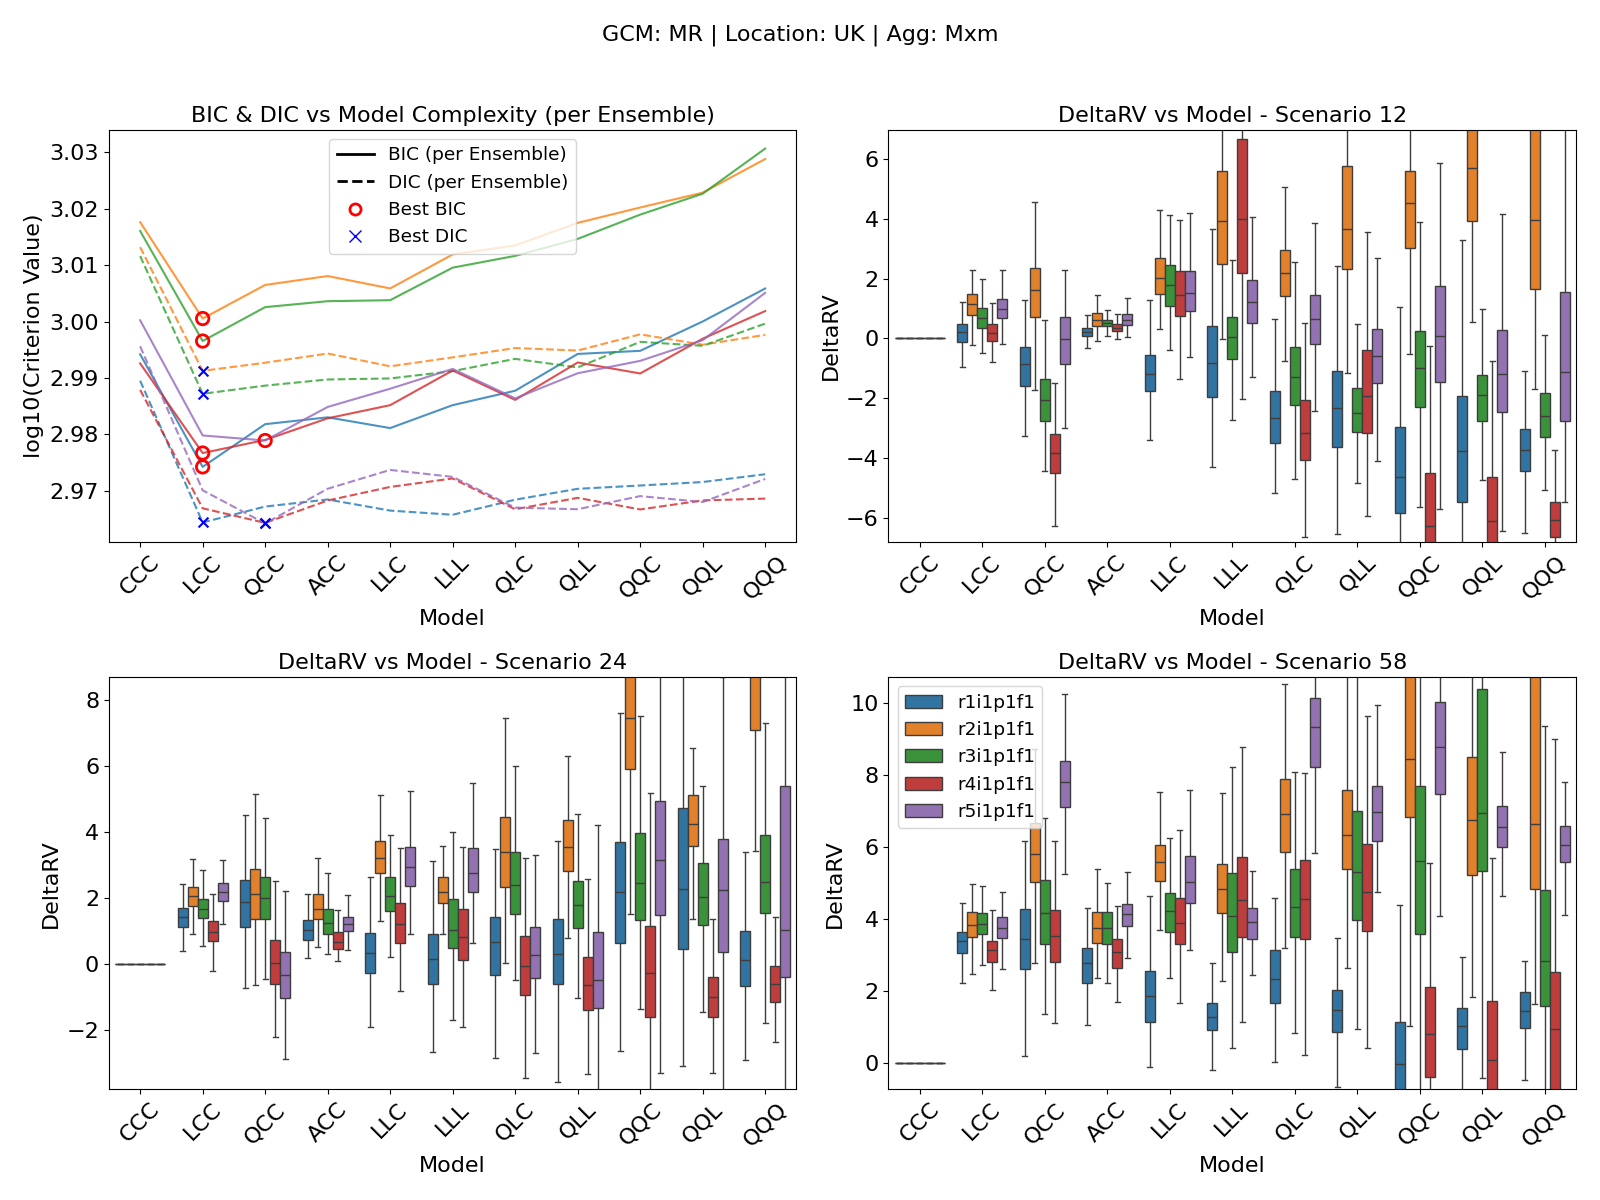 GCM: MR | Location: UK | Agg: Mxm
BIC & DIC vs Model Complexity (per Ensemble)
log10(Criterion Value)
3.03
3.02
3.01
3.00
2.99
2.98
2.97
BIC (per Ensemble)
DIC (per Ensemble)
Best BIC
Best DIC
CCC LCC QCC ACC LLC LLL QLC QLL QQC QQL QQQ
Model
DeltaRV vs Model - Scenario 12
DeltaRV
6
4
2
0
−2
−4
−6
CCC LCC QCC ACC LLC LLL QLC QLL QQC QQL QQQ
Model
DeltaRV vs Model - Scenario 24
DeltaRV
8
6
4
2
0
−2
CCC LCC QCC ACC LLC LLL QLC QLL QQC QQL QQQ
Model
DeltaRV vs Model - Scenario 58
DeltaRV
10
8
6
4
2
0
r1i1p1f1
r2i1p1f1
r3i1p1f1
r4i1p1f1
r5i1p1f1
CCC LCC QCC ACC LLC LLL QLC QLL QQC QQL QQQ
Model